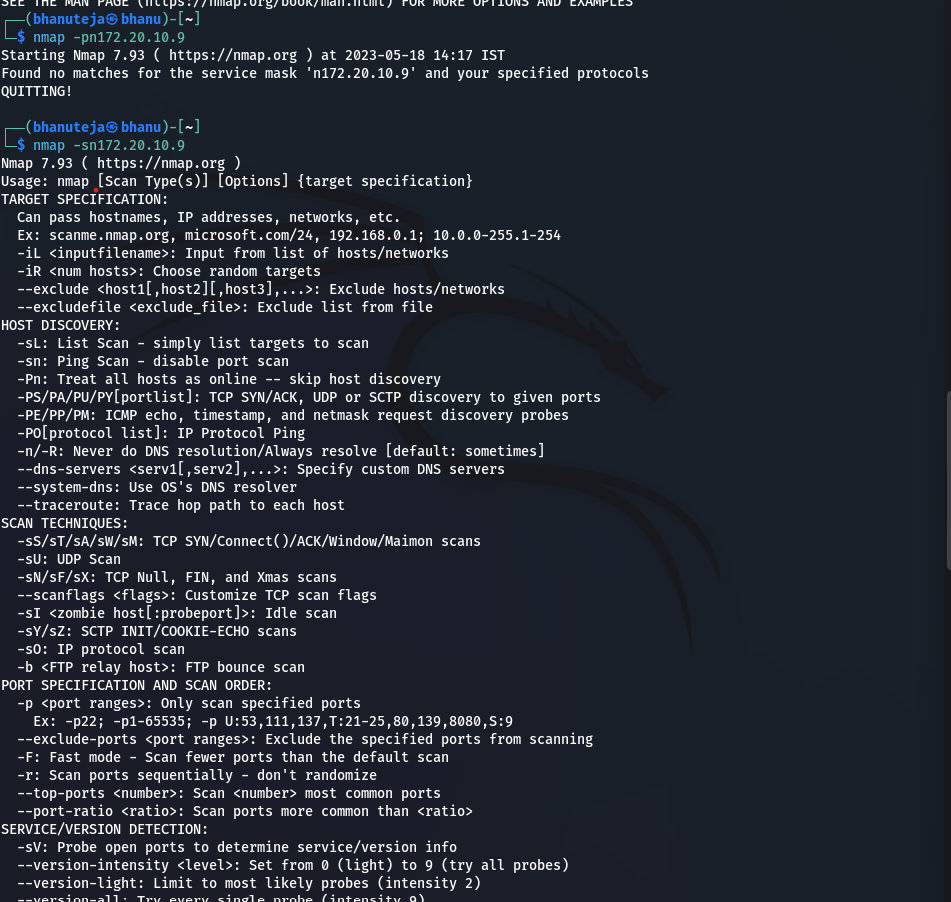 SEE THE MAN PAGE (https://nmap.org/book/man.html) FOR MORE OPTIONS AND EXAMPLES
┌──(bhanuteja㉿bhanu)-[~]
└─$ nmap -pn172.20.10.9
Starting Nmap 7.93 ( https://nmap.org ) at 2023-05-18 14:17 IST
Found no matches for the service mask 'n172.20.10.9' and your specified protocols
QUITTING!
┌──(bhanuteja㉿bhanu)-[~]
└─$ nmap -sn172.20.10.9
Nmap 7.93 ( https://nmap.org )
Usage: nmap [Scan Type(s)] [Options] {target specification}
TARGET SPECIFICATION:
  Can pass hostnames, IP addresses, networks, etc.
  Ex: scanme.nmap.org, microsoft.com/24, 192.168.0.1; 10.0.0-255.1-254
  -iL <inputfilename>: Input from list of hosts/networks
  -iR <num hosts>: Choose random targets
  --exclude <host1[,host2][,host3],...>: Exclude hosts/networks
  --excludefile <exclude_file>: Exclude list from file
HOST DISCOVERY:
  -sL: List Scan - simply list targets to scan
  -sn: Ping Scan - disable port scan
  -Pn: Treat all hosts as online -- skip host discovery
  -PS/PA/PU/PY[portlist]: TCP SYN/ACK, UDP or SCTP discovery to given ports
  -PE/PP/PM: ICMP echo, timestamp, and netmask request discovery probes
  -PO[protocol list]: IP Protocol Ping
  -n/-R: Never do DNS resolution/Always resolve [default: sometimes]
  --dns-servers <serv1[,serv2],...>: Specify custom DNS servers
  --system-dns: Use OS's DNS resolver
  --traceroute: Trace hop path to each host
SCAN TECHNIQUES:
  -sS/sT/sA/sW/sM: TCP SYN/Connect()/ACK/Window/Maimon scans
  -sU: UDP Scan
  -sN/sF/sX: TCP Null, FIN, and Xmas scans
  --scanflags <flags>: Customize TCP scan flags
  -sI <zombie host[:probeport]>: Idle scan
  -sY/sZ: SCTP INIT/COOKIE-ECHO scans
  -sO: IP protocol scan
  -b <FTP relay host>: FTP bounce scan
PORT SPECIFICATION AND SCAN ORDER:
  -p <port ranges>: Only scan specified ports
    Ex: -p22; -p1-65535; -p U:53,111,137,T:21-25,80,139,8080,S:9
  --exclude-ports <port ranges>: Exclude the specified ports from scanning
  -F: Fast mode - Scan fewer ports than the default scan
  -r: Scan ports sequentially - don't randomize
  --top-ports <number>: Scan <number> most common ports
  --port-ratio <ratio>: Scan ports more common than <ratio>
SERVICE/VERSION DETECTION:
  -sV: Probe open ports to determine service/version info
  --version-intensity <level>: Set from 0 (light) to 9 (try all probes)
  --version-light: Limit to most likely probes (intensity 2)
  --version-all: Try every single probe (intensity 9)